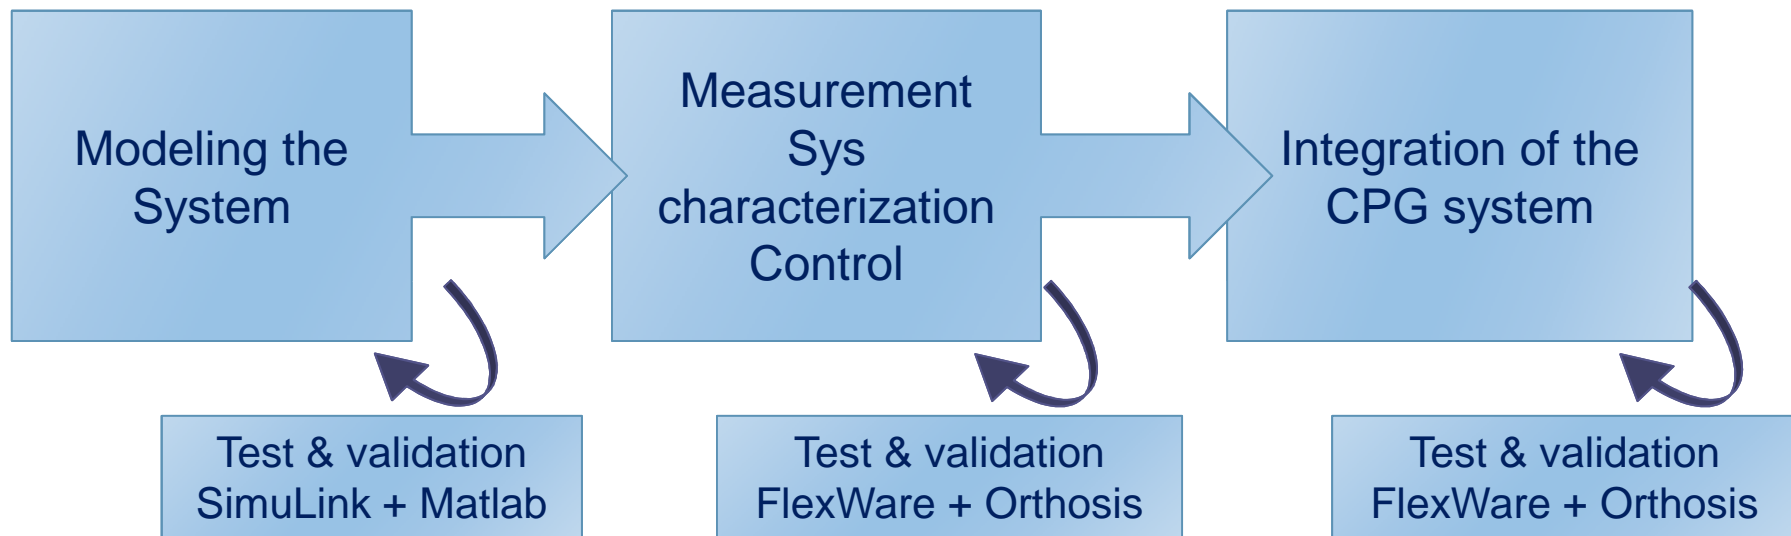 Modeling the
System
Measurement
Sys
characterization
Control
Integration of the
CPG system
Test & validation
SimuLink + Matlab
Test & validation
FlexWare + Orthosis
Test & validation
FlexWare + Orthosis